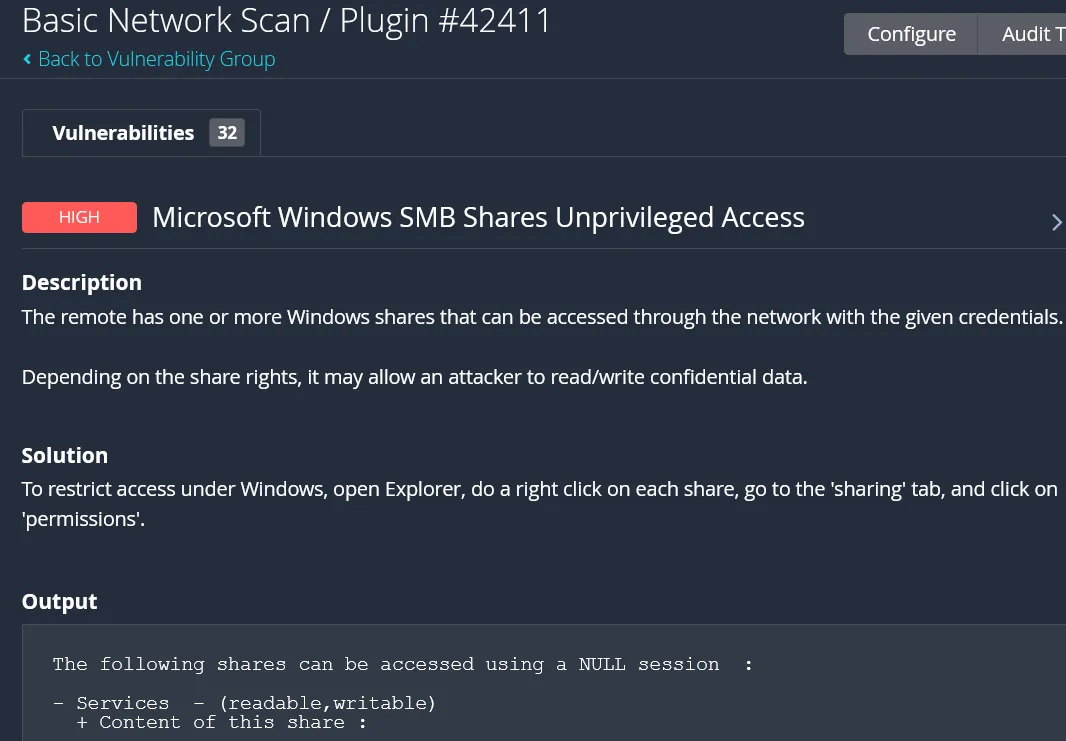 Basic Network Scan / Plugin #42411
Configure
Audit T
‹ Back to Vulnerability Group
Vulnerabilities 32
HIGH Microsoft Windows SMB Shares Unprivileged Access
Description
The remote has one or more Windows shares that can be accessed through the network with the given credentials.
Depending on the share rights, it may allow an attacker to read/write confidential data.
Solution
To restrict access under Windows, open Explorer, do a right click on each share, go to the 'sharing' tab, and click on
'permissions'.
Output
The following shares can be accessed using a NULL session  :
- Services  - (readable,writable)
  + Content of this share :